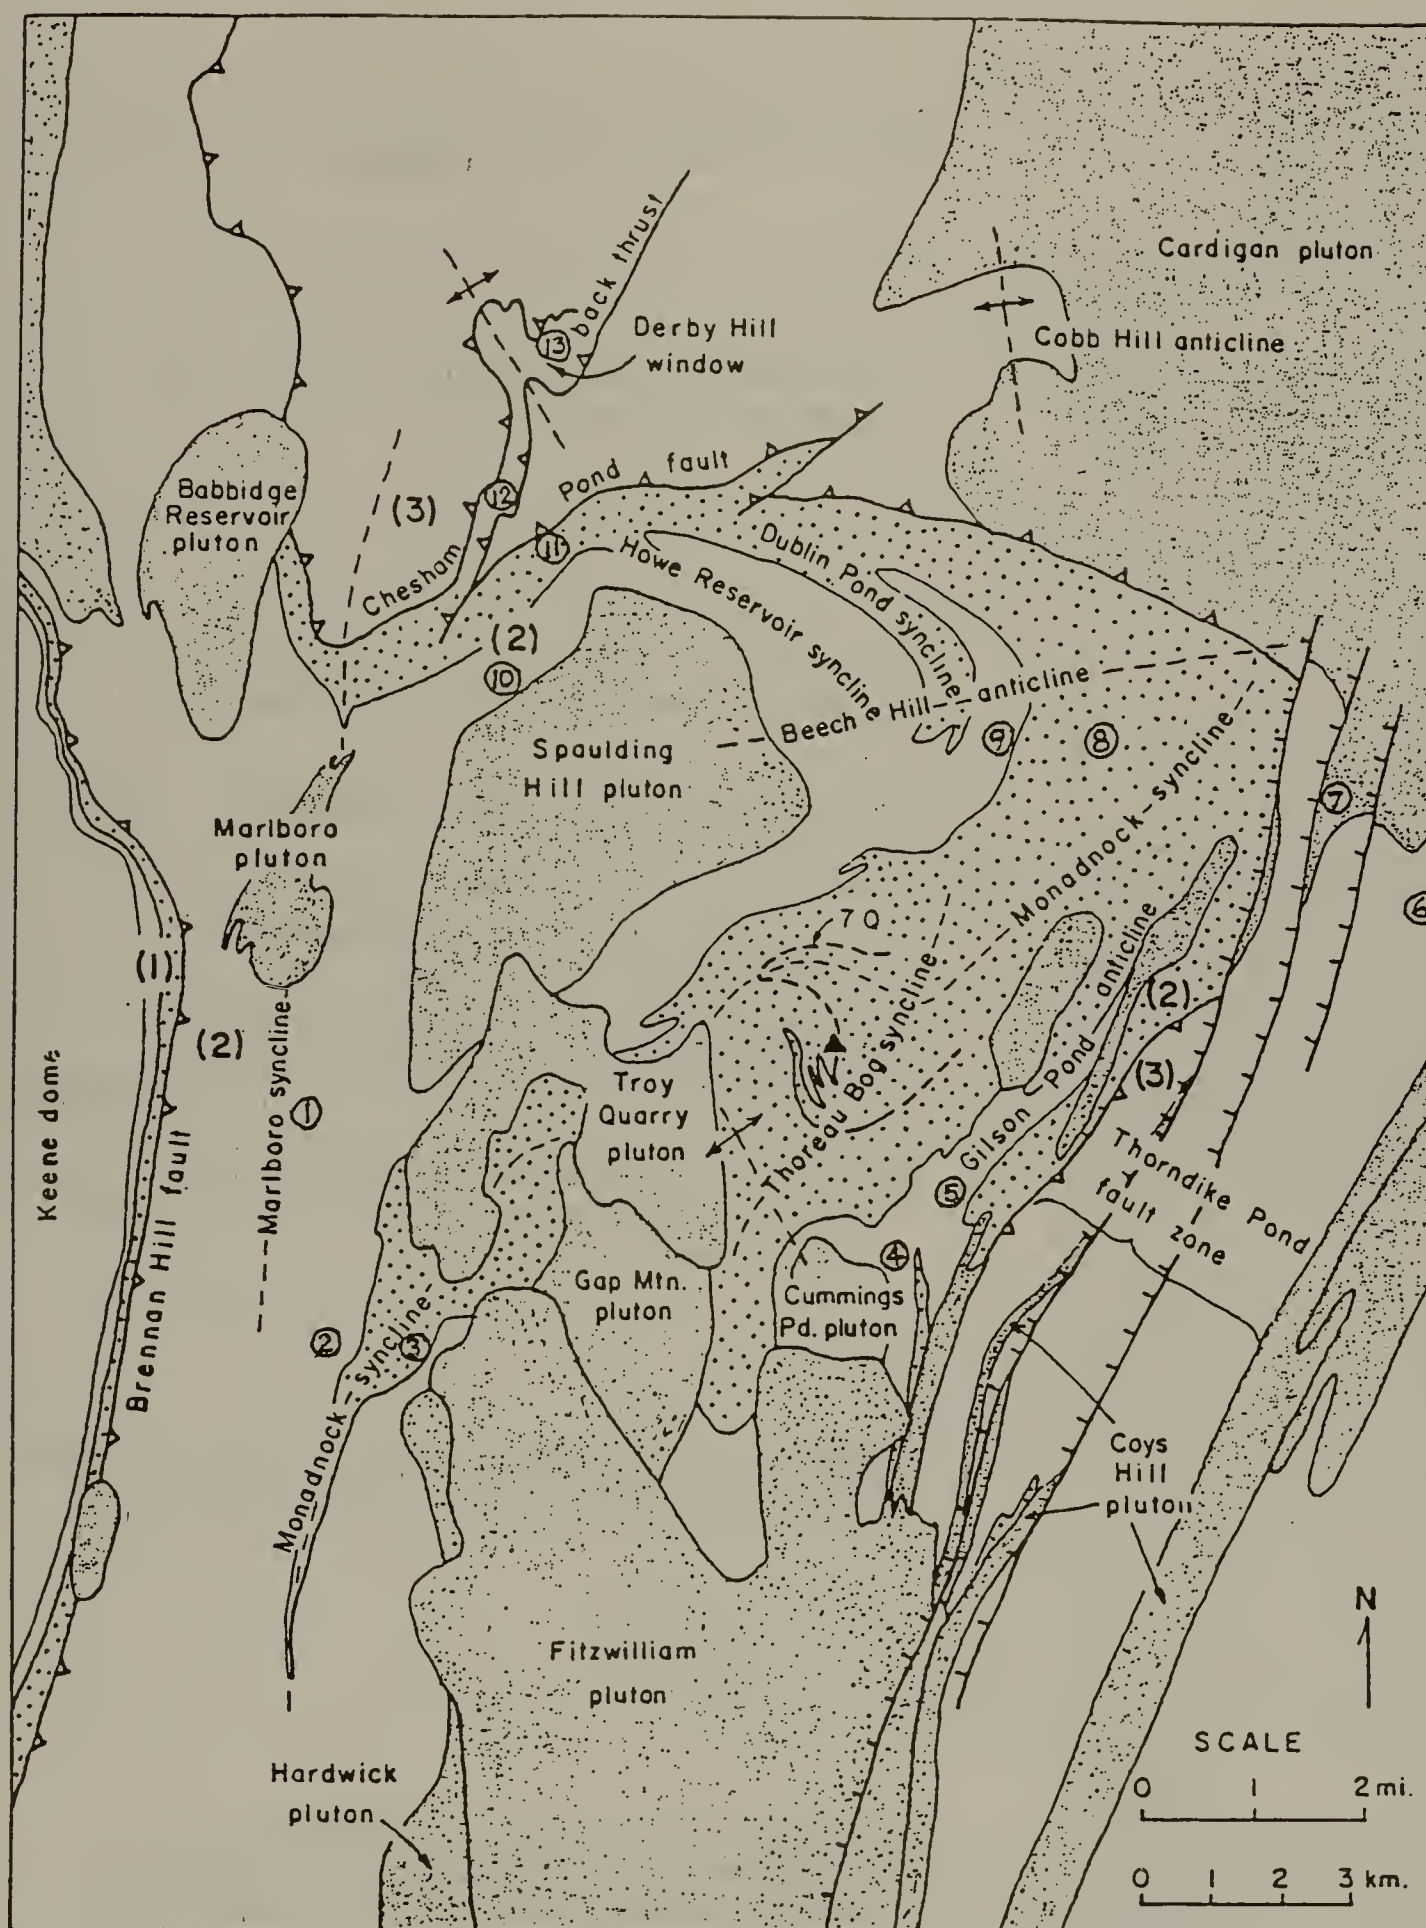 back thrust
Cardigan pluton
Derby Hill
window
13
Cobb Hill anticline
Pond fault
Babbidge
Reservoir
pluton
(3)
12
Chesham
11
Howe Reservoir syncline
Dublin Pond syncline
(2)
10
Beech Hill anticline
9
8
Spaulding
Hill pluton
7
Marlboro
pluton
Monadnock syncline
6
7 Q
(1)
(2)
Keene dome
Brennan Hill fault
Marlboro syncline
1
Troy
Quarry
pluton
Thoreau Bog syncline
Gilson Pond anticline
(2)
(3)
5
Thorndike Pond
fault zone
4
Gap Mtn.
pluton
Cummings
Pd. pluton
2
3
Monadnock syncline
Coys
Hill
pluton
Fitzwilliam
pluton
N
SCALE
0 1 2 mi.
0 1 2 3 km.
Hardwick
pluton